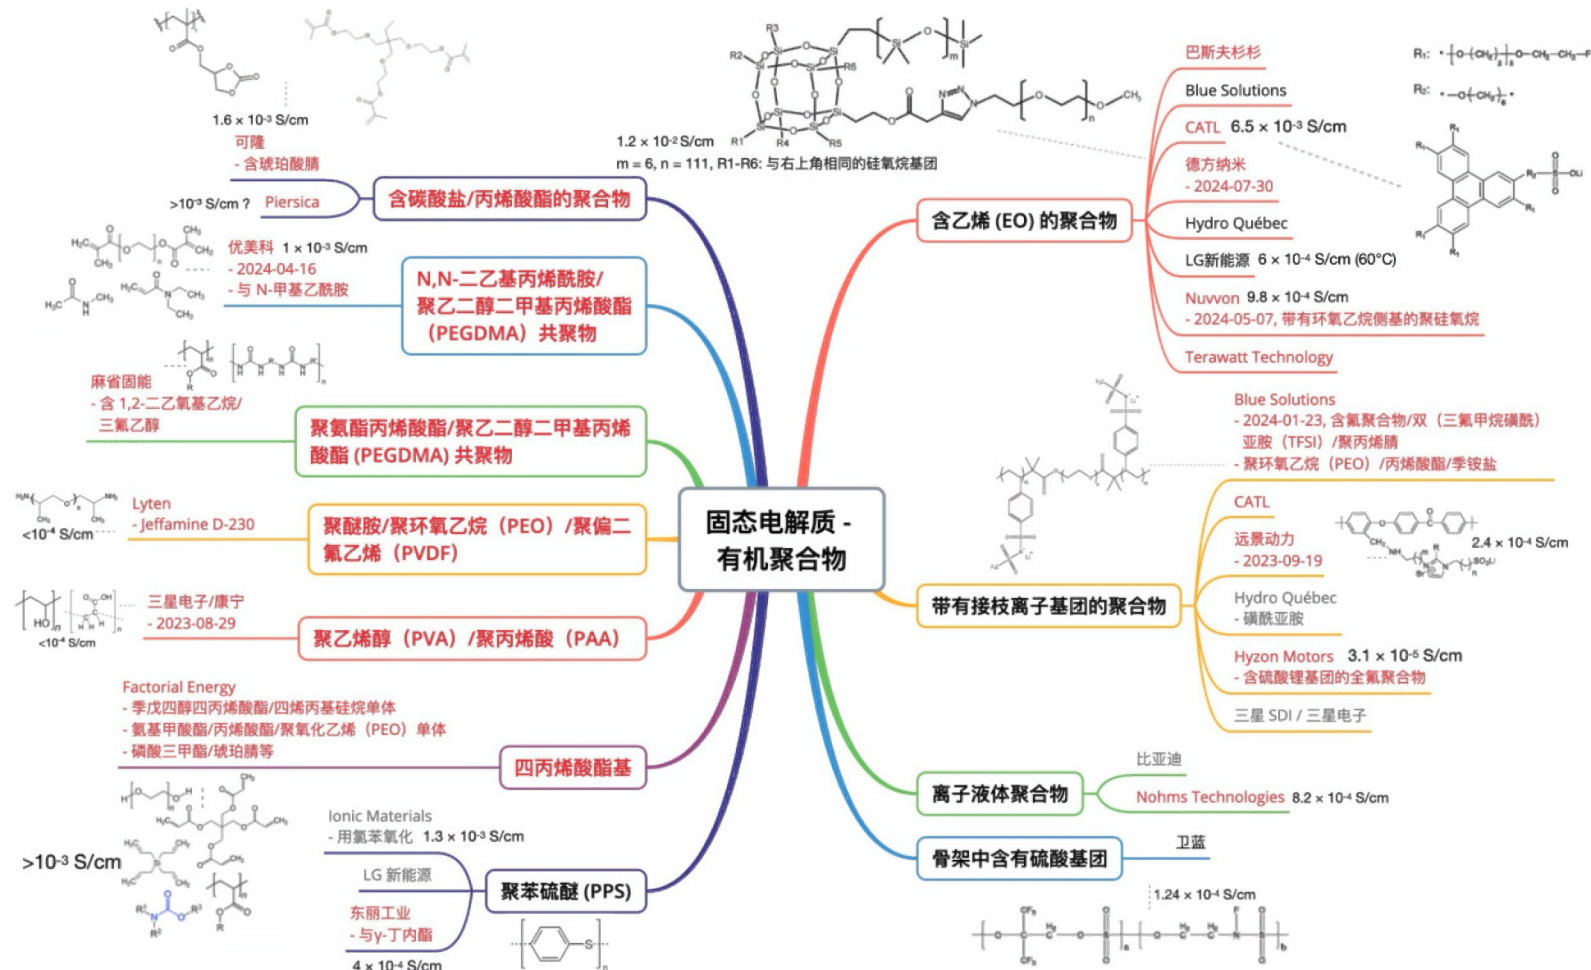 固态电解质 -
有机聚合物
1.6 × 10⁻³ S/cm
可隆
- 含琥珀酸腈
>10⁻³ S/cm ?
Piersica
含碳酸盐/丙烯酸酯的聚合物
优美科 1 × 10⁻³ S/cm
- 2024-04-16
- 与 N-甲基乙酰胺
N,N-二乙基丙烯酰胺/
聚乙二醇二甲基丙烯酸酯
（PEGDMA）共聚物
麻省固能
- 含 1,2-二乙氧基乙烷/
三氟乙醇
聚氨酯丙烯酸酯/聚乙二醇二甲基丙烯
酸酯 (PEGDMA) 共聚物
Lyten
- Jeffamine D-230
<10⁻⁴ S/cm
聚醚胺/聚环氧乙烷（PEO）/聚偏二
氟乙烯（PVDF）
三星电子/康宁
- 2023-08-29
<10⁻⁴ S/cm
聚乙烯醇（PVA）/聚丙烯酸（PAA）
Factorial Energy
- 季戊四醇四丙烯酸酯/四烯丙基硅烷单体
- 氨基甲酸酯/丙烯酸酯/聚氧化乙烯（PEO）单体
- 磷酸三甲酯/琥珀腈等
四丙烯酸酯基
>10⁻³ S/cm
Ionic Materials
- 用氯苯氧化 1.3 × 10⁻³ S/cm
LG 新能源
东丽工业
- 与y-丁内酯
4 × 10⁻⁴ S/cm
聚苯硫醚 (PPS)
1.2 × 10⁻² S/cm
m = 6, n = 111, R1-R6: 与右上角相同的硅氧烷基团
含乙烯 (EO) 的聚合物
巴斯夫杉杉
Blue Solutions
CATL 6.5 × 10⁻³ S/cm
德方纳米
- 2024-07-30
Hydro Québec
LG新能源 6 × 10⁻⁴ S/cm (60°C)
Nuvvon 9.8 × 10⁻⁴ S/cm
- 2024-05-07, 带有环氧乙烷侧基的聚硅氧烷
Terawatt Technology
带有接枝离子基团的聚合物
Blue Solutions
- 2024-01-23, 含氟聚合物/双（三氟甲烷磺酰）
亚胺（TFSI）/聚丙烯腈
- 聚环氧乙烷（PEO）/丙烯酸酯/季铵盐
CATL
远景动力
- 2023-09-19
2.4 × 10⁻⁴ S/cm
Hydro Québec
- 磺酰亚胺
Hyzon Motors 3.1 × 10⁻⁵ S/cm
- 含硫酸锂基团的全氟聚合物
三星 SDI / 三星电子
离子液体聚合物
比亚迪
Nohms Technologies 8.2 × 10⁻⁴ S/cm
骨架中含有硫酸基团
卫蓝
1.24 × 10⁻⁴ S/cm